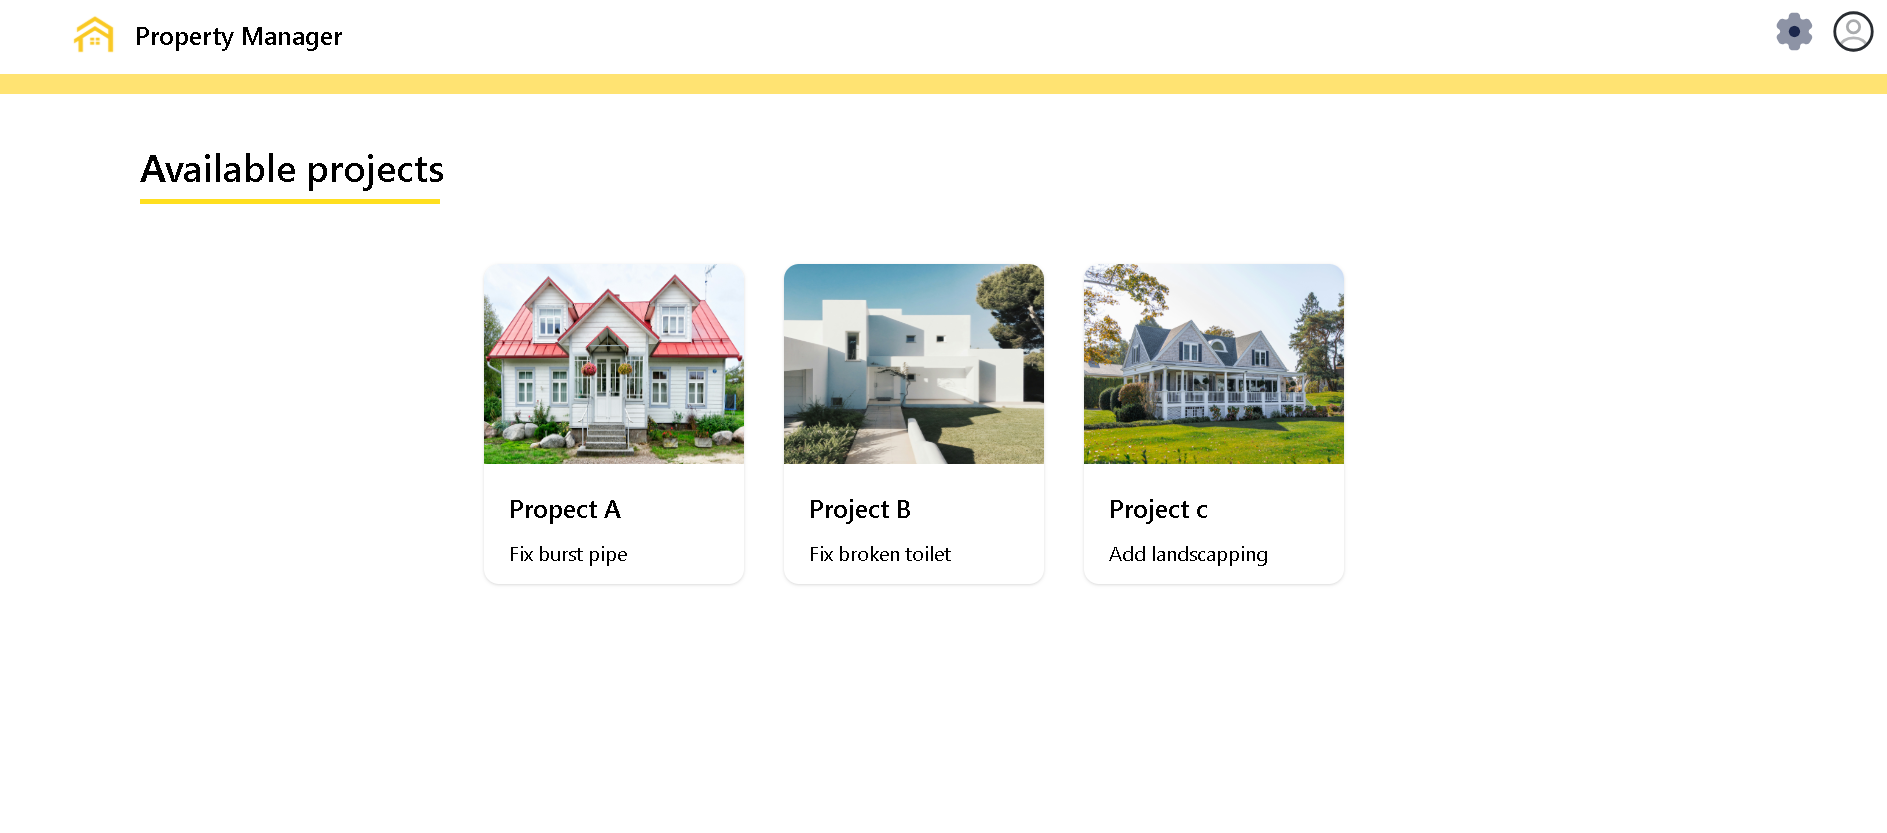 Property Manager
Available projects
Propect A
Fix burst pipe
Project B
Fix broken toilet
Project c
Add landscapping